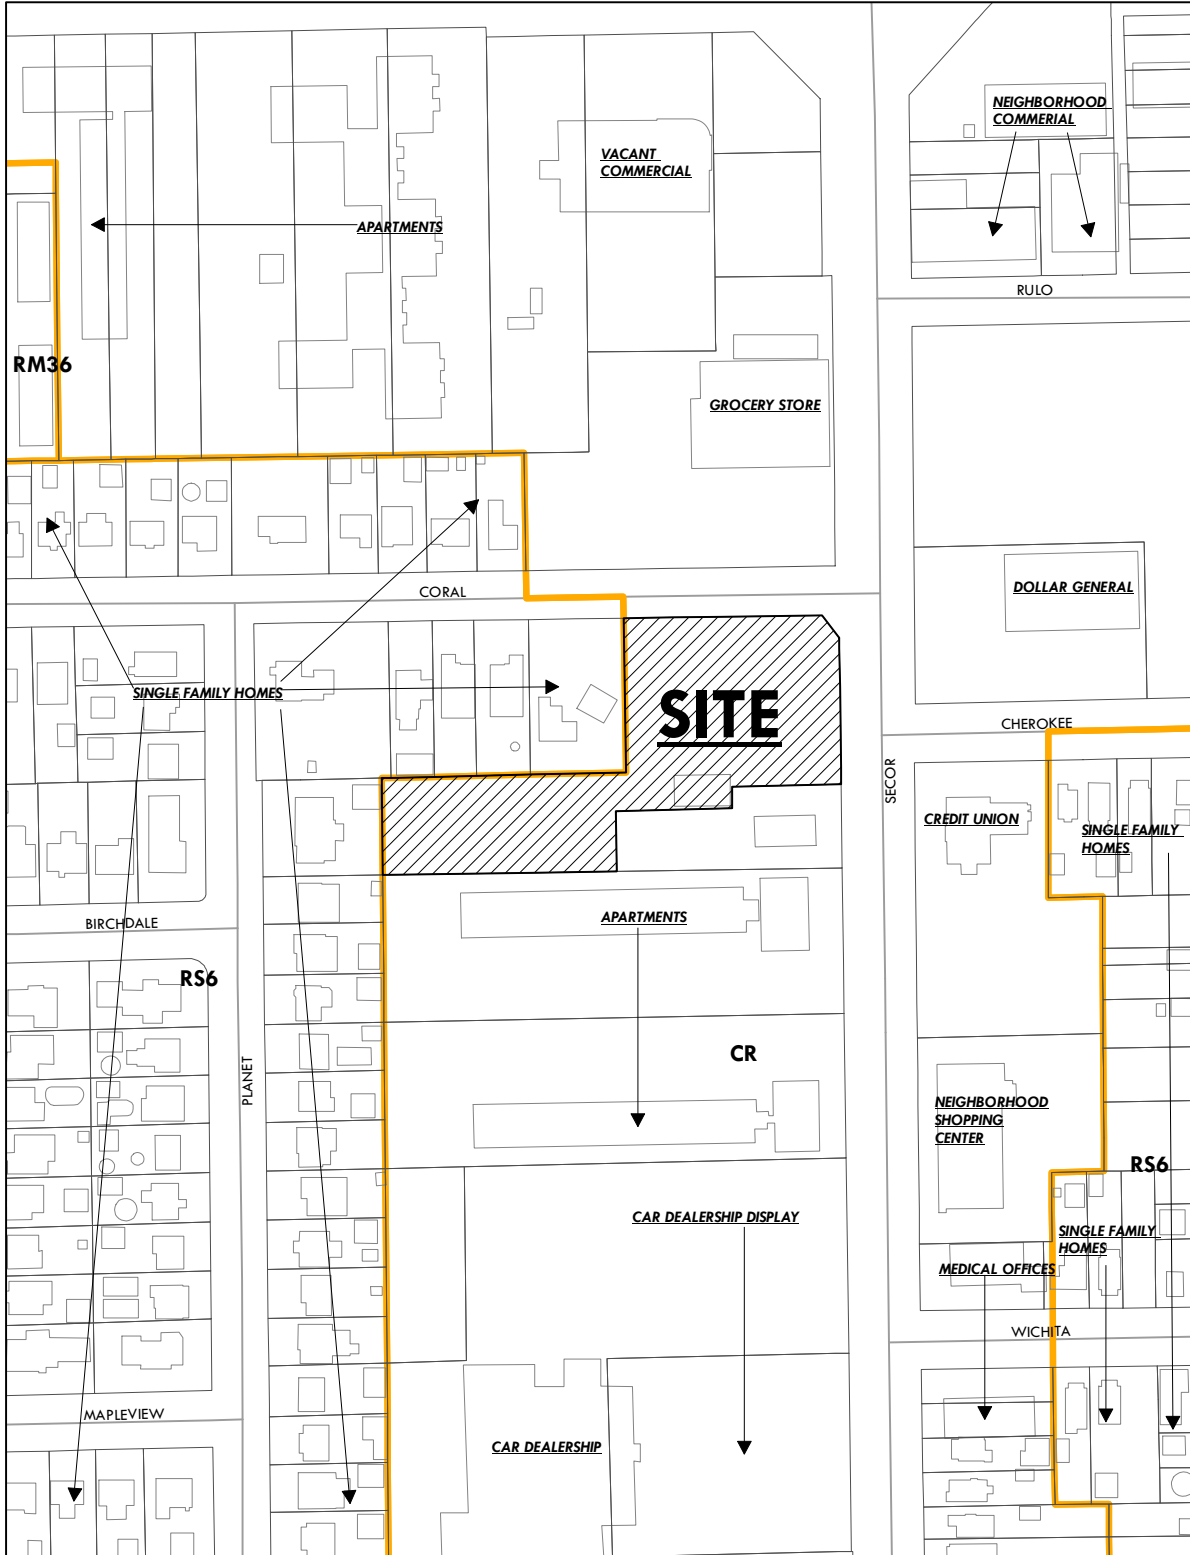 NEIGHBORHOOD
COMMERIAL
VACANT
COMMERCIAL
APARTMENTS
RULO
RM36
GROCERY STORE
DOLLAR GENERAL
CORAL
SINGLE FAMILY HOMES
SITE
CHEROKEE
SECOR
CREDIT UNION
SINGLE FAMILY
HOMES
APARTMENTS
BIRCHDALE
RS6
CR
PLANET
NEIGHBORHOOD
SHOPPING
CENTER
RS6
CAR DEALERSHIP DISPLAY
SINGLE FAMILY
HOMES
MEDICAL OFFICES
WICHITA
MAPLEVIEW
CAR DEALERSHIP